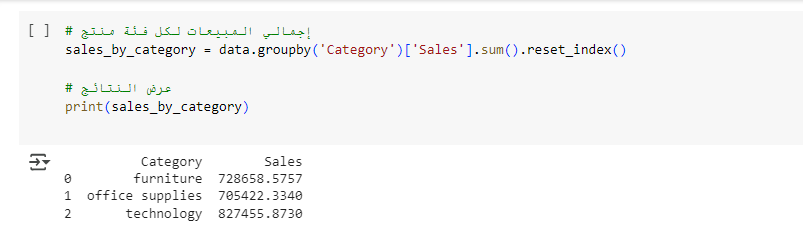 [ ] # إجمالي المبيعات لكل فئة منتج
sales_by_category = data.groupby('Category')['Sales'].sum().reset_index()
# عرض النتائج
print(sales_by_category)
Category Sales
0 furniture 728658.5757
1 office supplies 705422.3340
2 technology 827455.8730